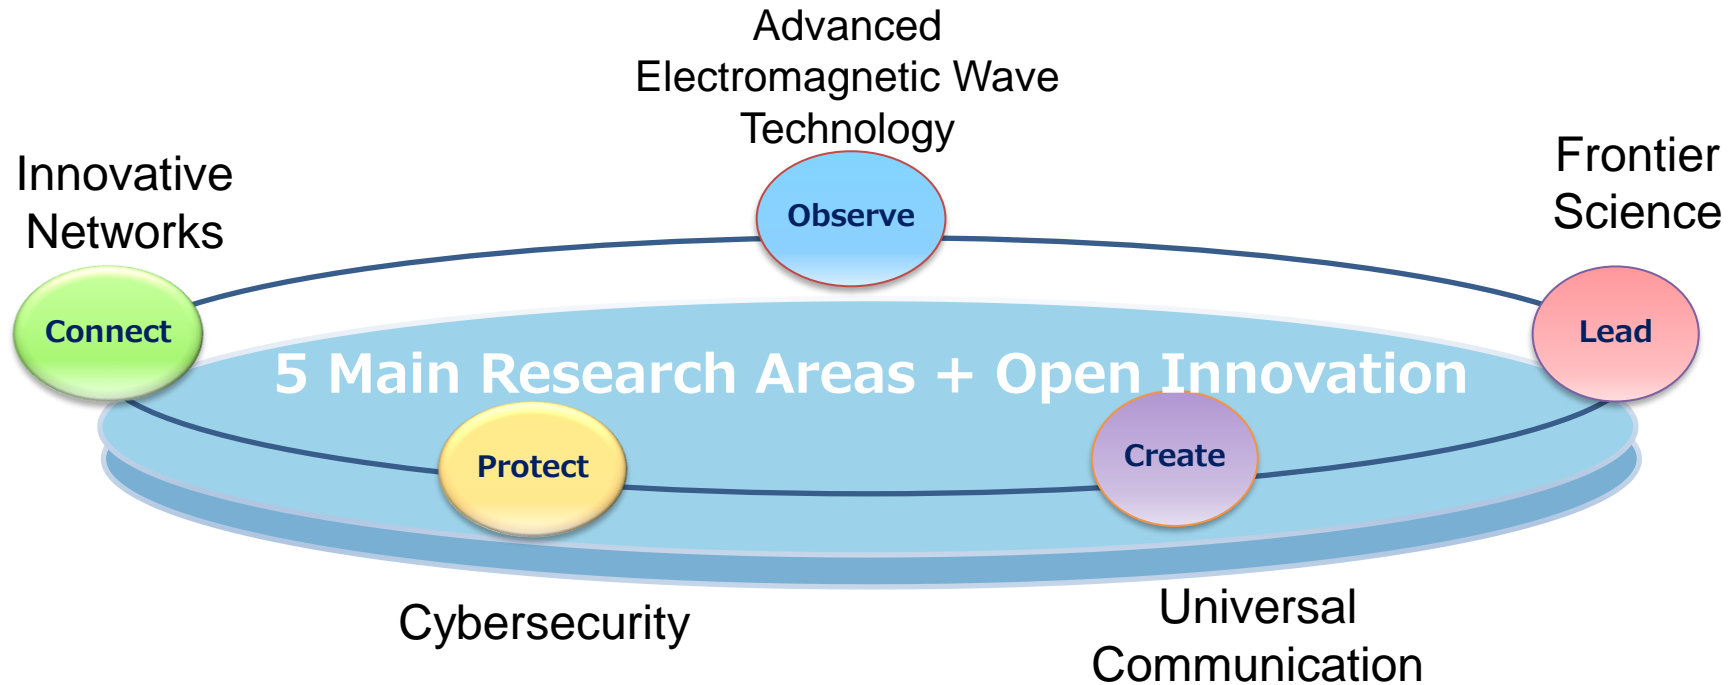 Advanced
Electromagnetic Wave
Technology
Innovative
Networks
Frontier
Science
Observe
Connect
Lead
5 Main Research Areas + Open Innovation
Protect
Create
Cybersecurity
Universal
Communication